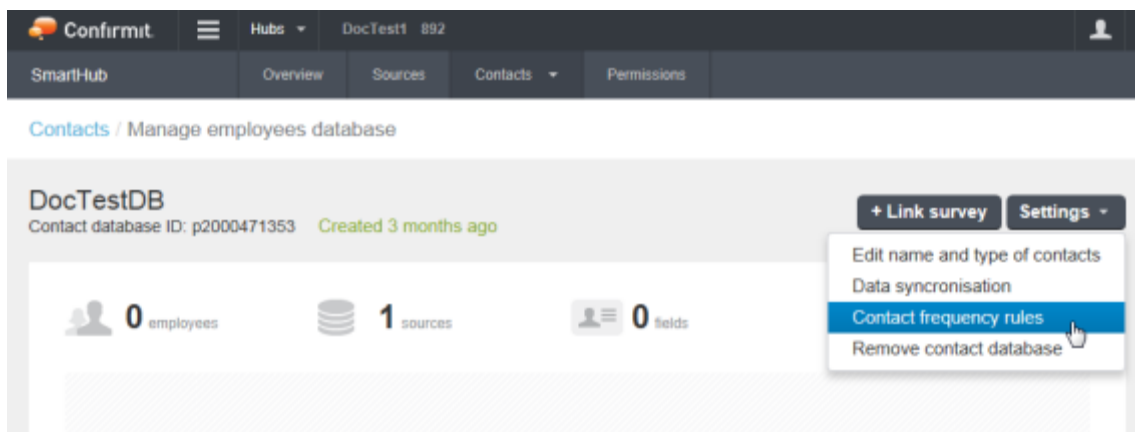 Confirmit. Hubs DocTest1 892
SmartHub Overview Sources Contacts Permissions
Contacts / Manage employees database
DocTestDB
Contact database ID: p2000471353 Created 3 months ago
+ Link survey Settings
Edit name and type of contacts
Data syncronisation
Contact frequency rules
Remove contact database
0 employees 1 sources 0 fields